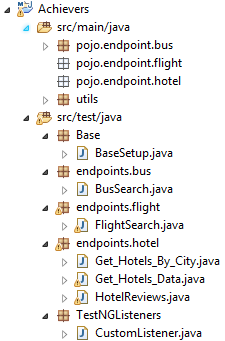 Achievers
src/main/java
pojo.endpoint.bus
pojo.endpoint.flight
pojo.endpoint.hotel
utils
src/test/java
Base
BaseSetup.java
endpoints.bus
BusSearch.java
endpoints.flight
FlightSearch.java
endpoints.hotel
Get_Hotels_By_City.java
Get_Hotels_Data.java
HotelReviews.java
TestNGListeners
CustomListener.java